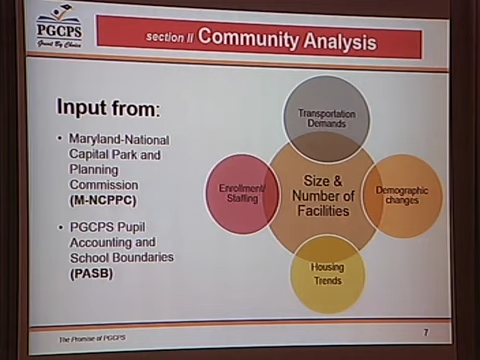 PGCPS
Great By Choice
section II Community Analysis
Input from:
• Maryland-National
Capital Park and
Planning
Commission
(M-NCPPC)
• PGCPS Pupil
Accounting and
School Boundaries
(PASB)
Transportation
Demands
Enrollment/
Staffing
Size &
Number of
Facilities
Demographic
changes
Housing
Trends
The Promise of PGCPS
7